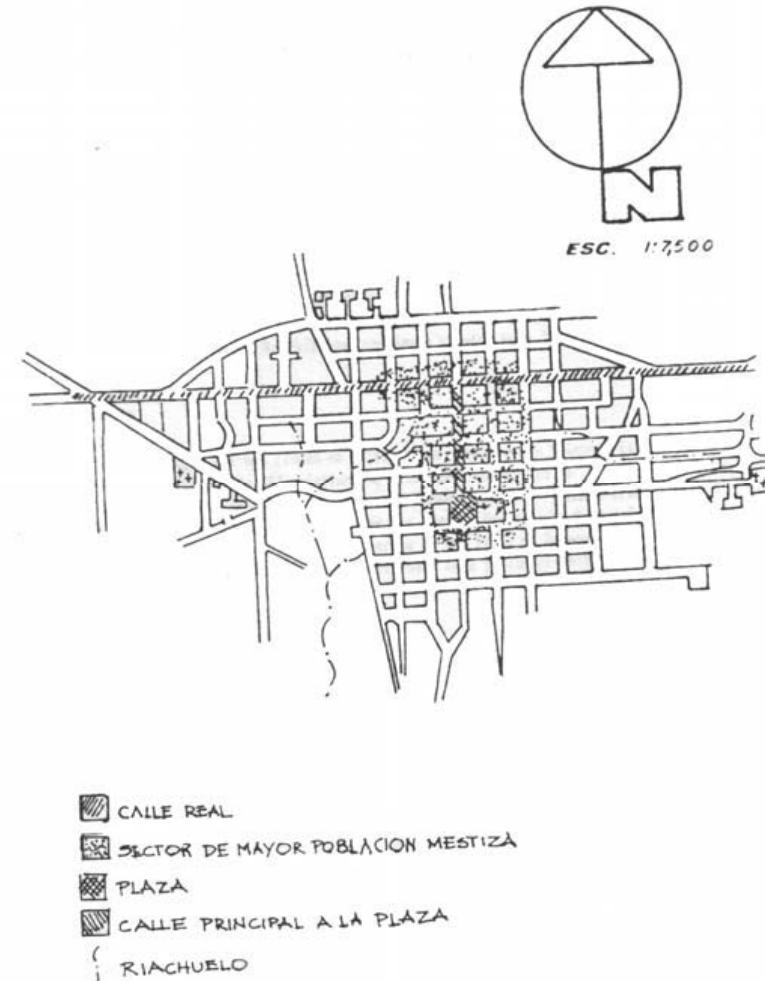 N
ESC. 1:7,500
CALLE REAL
SECTOR DE MAYOR POBLACION MESTIZA
PLAZA
CALLE PRINCIPAL A LA PLAZA
RIACHUELO